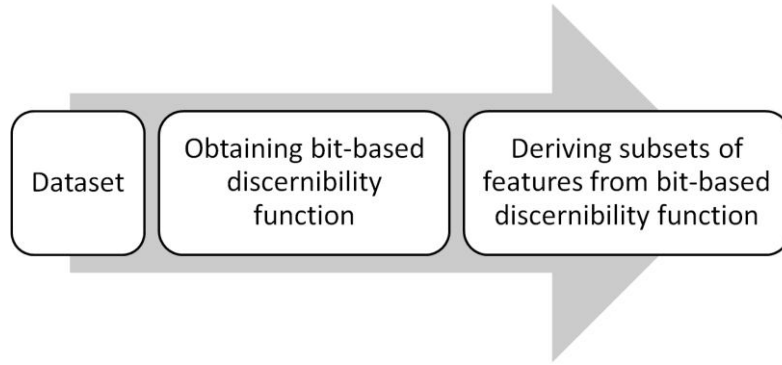 Dataset
Obtaining bit-based
discernibility
function
Deriving subsets of
features from bit-based
discernibility function